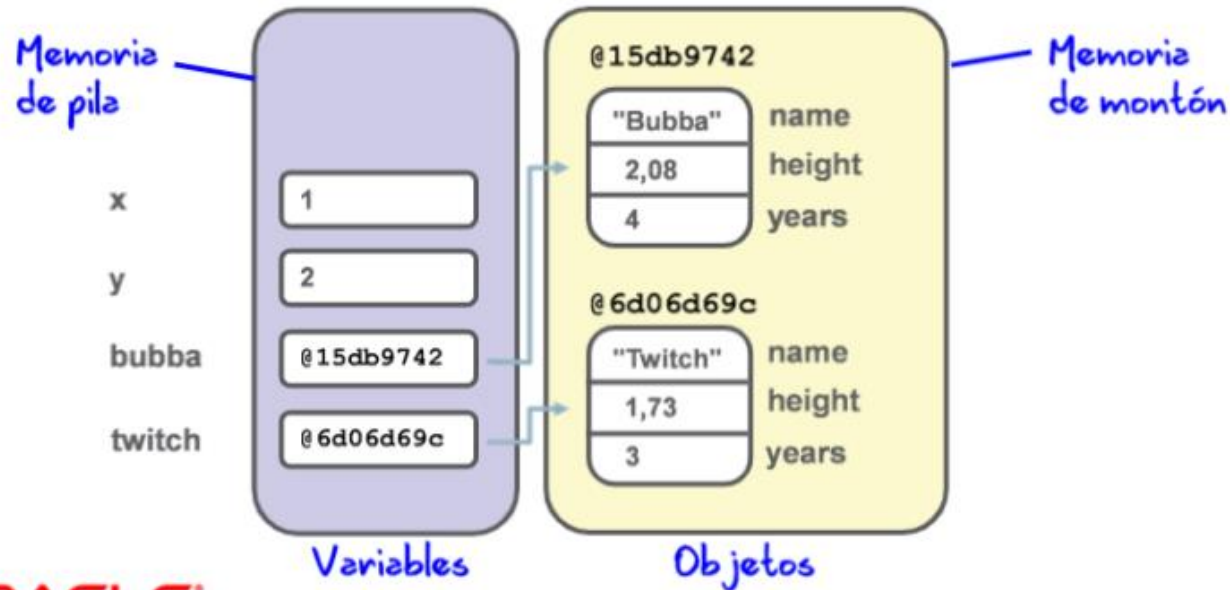 Memoria
de pila
x
1
y
2
bubba
@15db9742
twitch
@6d06d69c
Variables
@15db9742
"Bubba" name
2,08 height
4 years
@6d06d69c
"Twitch" name
1,73 height
3 years
Objetos
Memoria
de montón